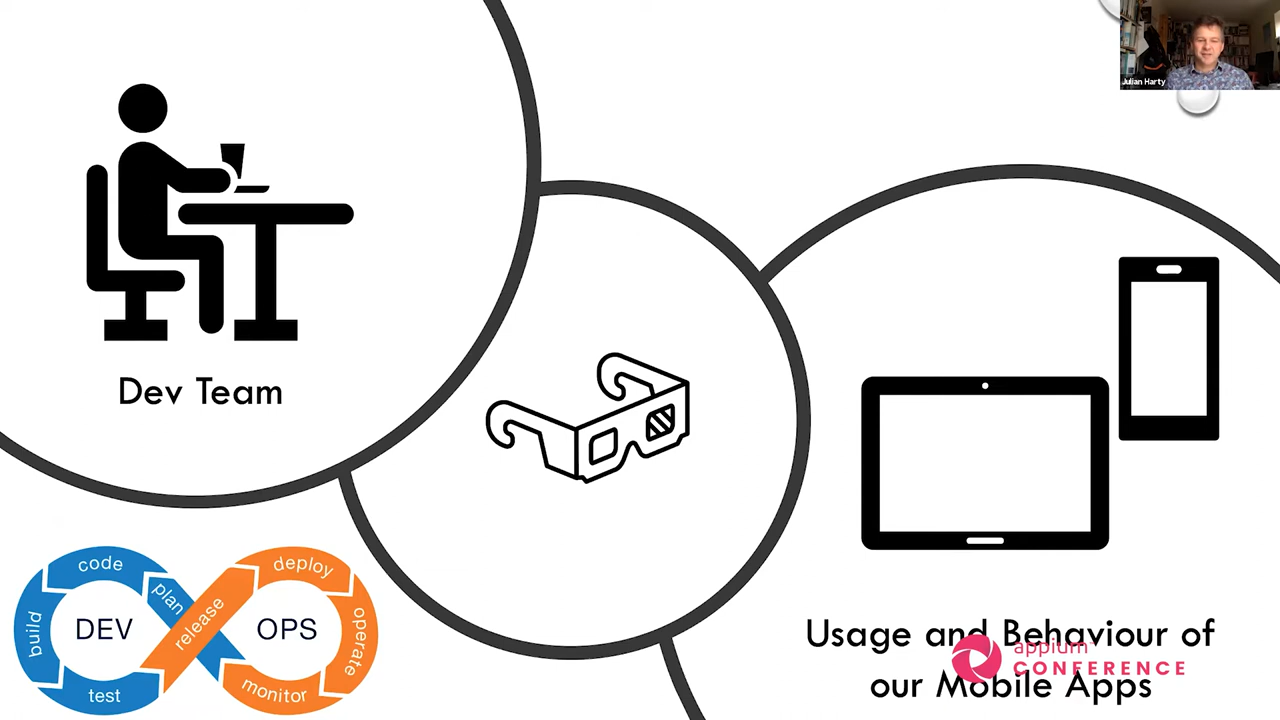 Julian Harty
Dev Team
code
plan
deploy
build
DEV
release
OPS
operate
test
monitor
Usage and Behaviour of
our Mobile Apps
appium
CONFERENCE